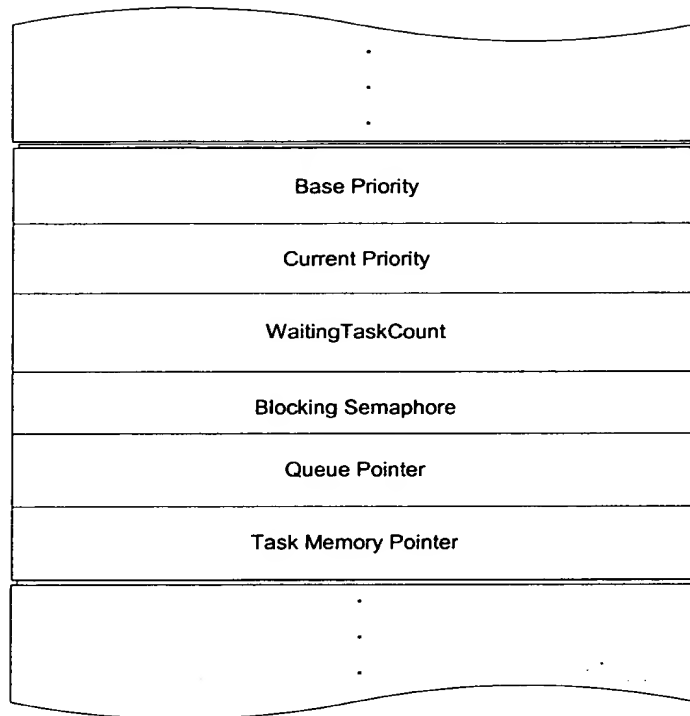 Base Priority
Current Priority
WaitingTaskCount
Blocking Semaphore
Queue Pointer
Task Memory Pointer